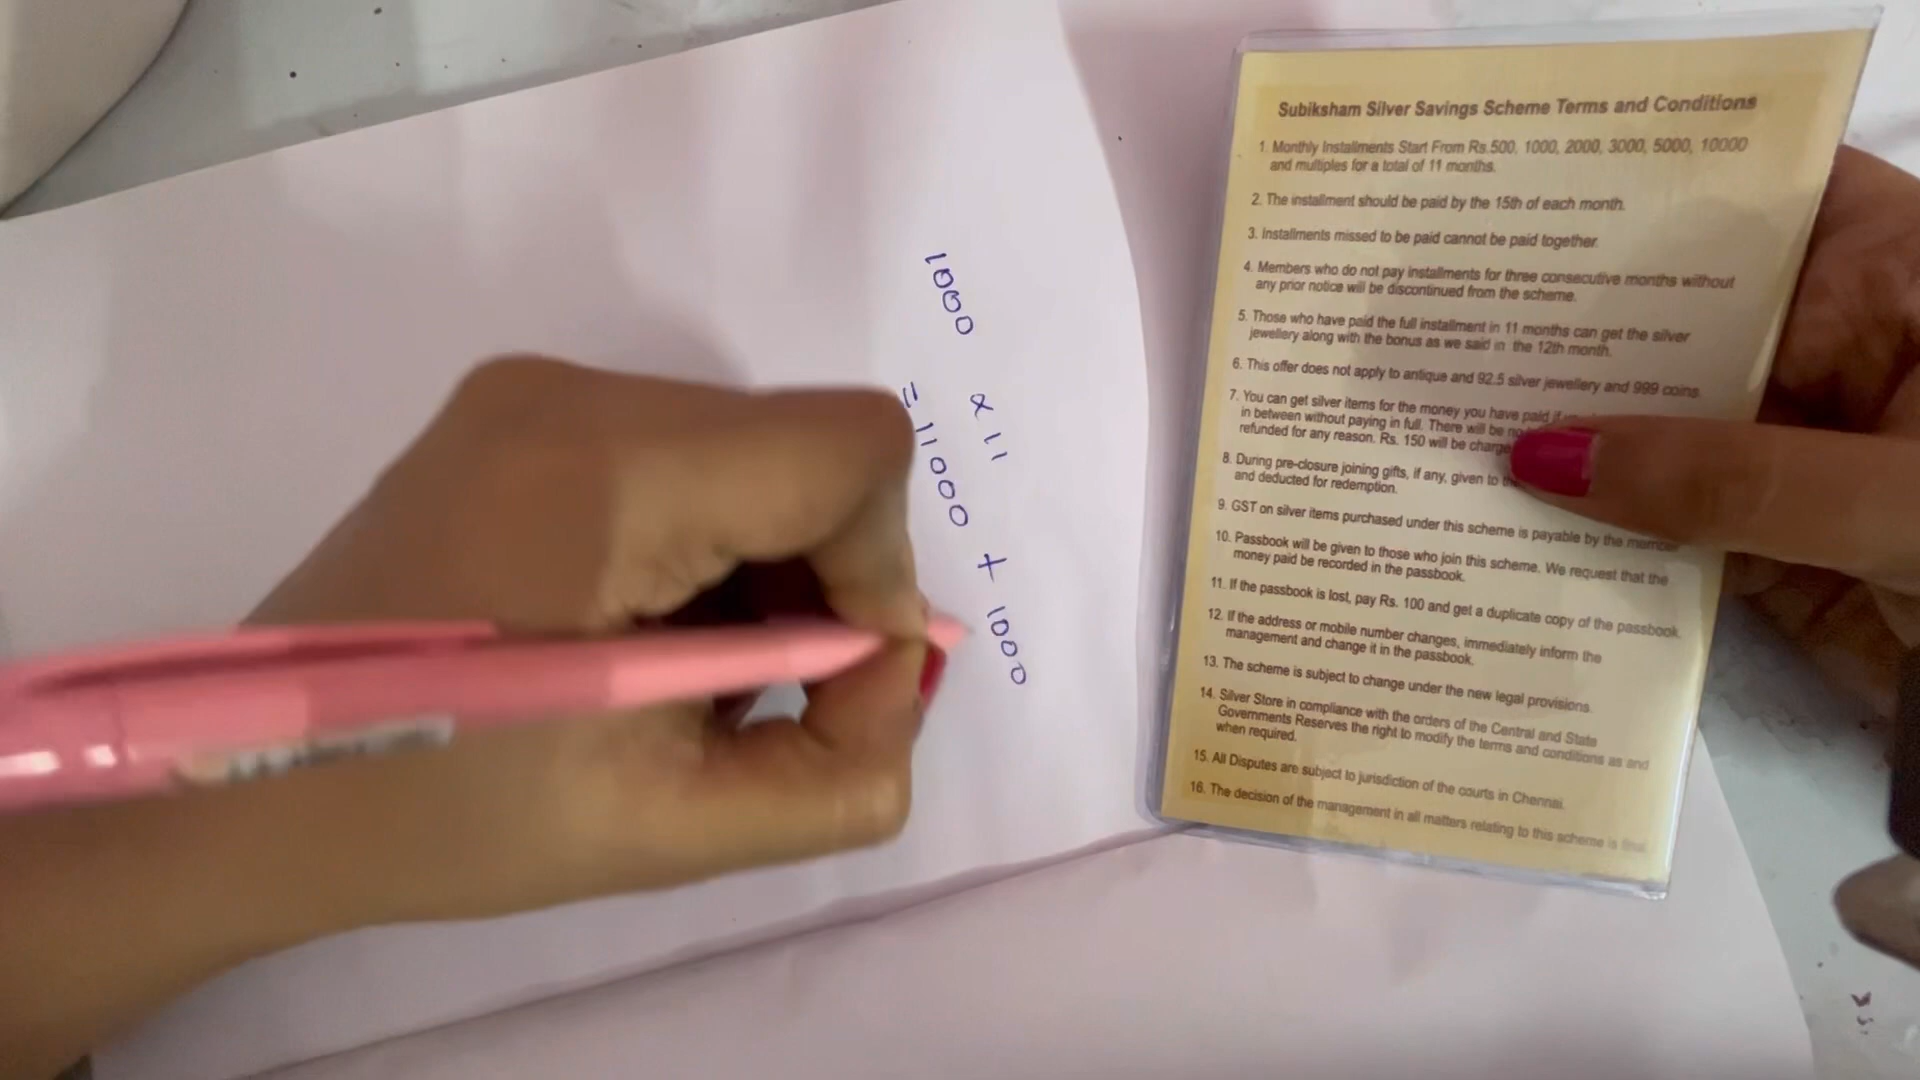 1000 × 11
= 11000 + 1000
Subiksham Silver Savings Scheme Terms and Conditions
1. Monthly Installments Start From Rs.500, 1000, 2000, 3000, 5000, 10000
and multiples for a total of 11 months.
2. The installment should be paid by the 15th of each month.
3. Installments missed to be paid cannot be paid together.
4. Members who do not pay installments for three consecutive months without
any prior notice will be discontinued from the scheme.
5. Those who have paid the full installment in 11 months can get the silver
jewellery along with the bonus as we said in the 12th month.
6. This offer does not apply to antique and 92.5 silver jewellery and 999 coins.
7. You can get silver items for the money you have paid if
in between without paying in full. There will be no
refunded for any reason. Rs. 150 will be charge
8. During pre-closure joining gifts, if any, given to
and deducted for redemption.
9. GST on silver items purchased under this scheme is payable by the member
10. Passbook will be given to those who join this scheme. We request that the
money paid be recorded in the passbook.
11. If the passbook is lost, pay Rs. 100 and get a duplicate copy of the passbook.
12. If the address or mobile number changes, immediately inform the
management and change it in the passbook.
13. The scheme is subject to change under the new legal provisions.
14. Silver Store in compliance with the orders of the Central and State
Governments Reserves the right to modify the terms and conditions as and
when required.
15. All Disputes are subject to jurisdiction of the courts in Chennai.
16. The decision of the management in all matters relating to this scheme is final.